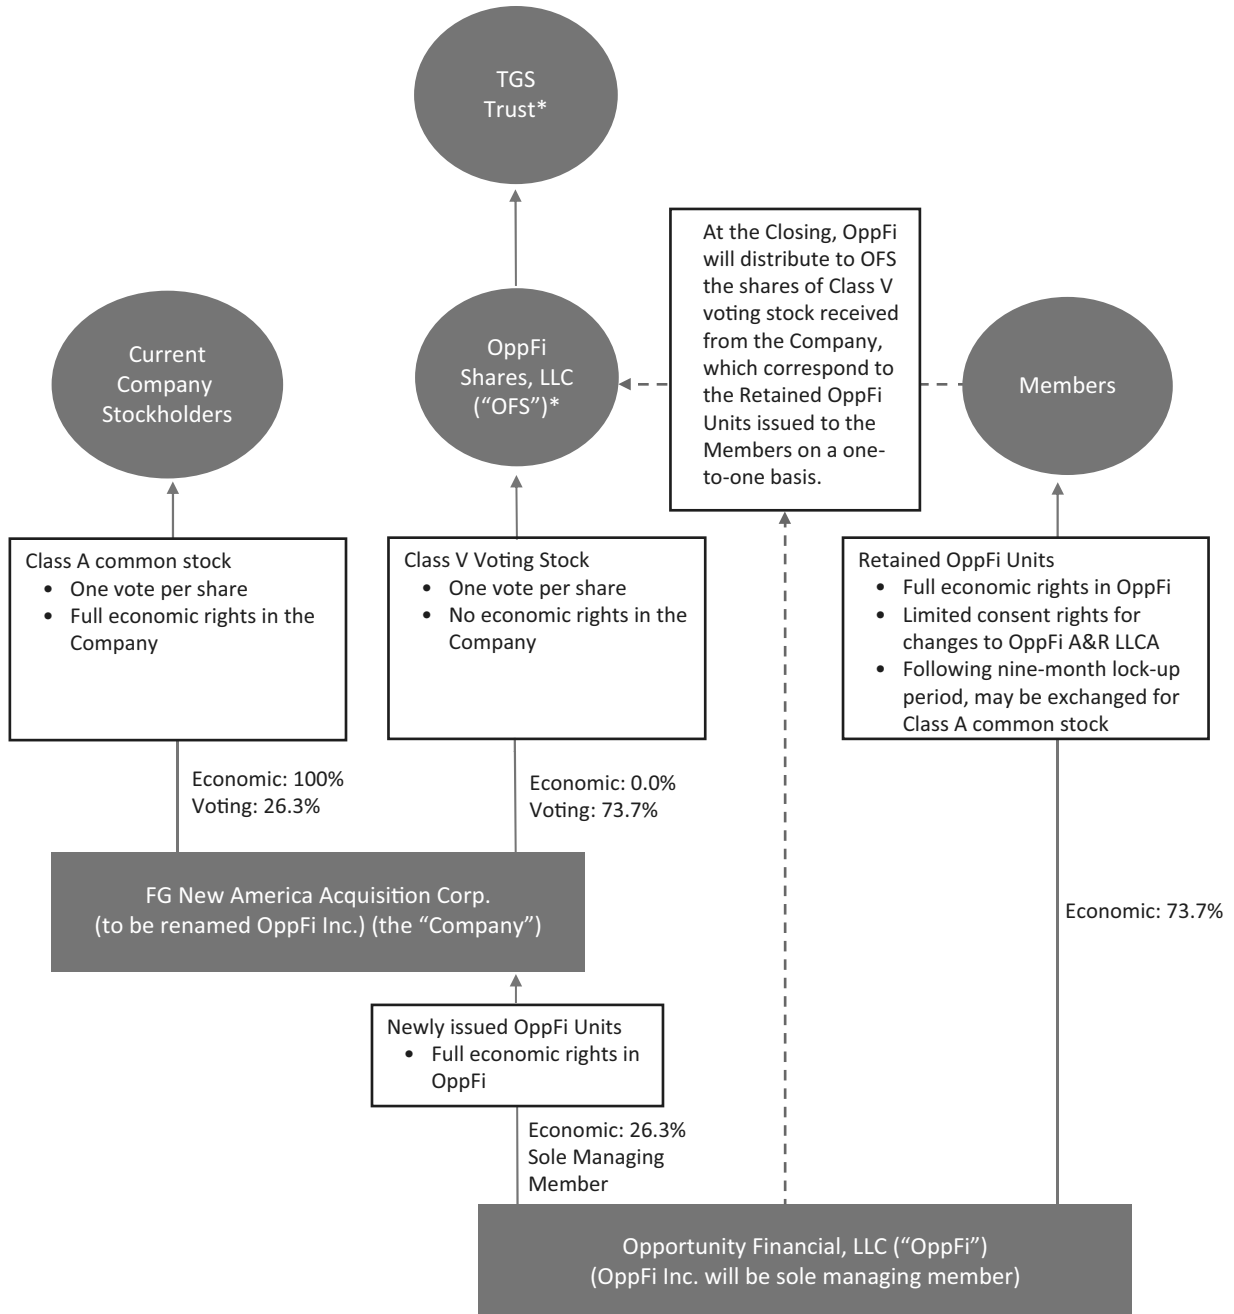 TGS
Trust*
At the Closing, OppFi
will distribute to OFS
the shares of Class V
voting stock received
from the Company,
which correspond to
the Retained OppFi
Units issued to the
Members on a one-
to-one basis.
Current
Company
Stockholders
OppFi
Shares, LLC
(“OFS”)*
Members
Class A common stock
• One vote per share
• Full economic rights in the
Company
Class V Voting Stock
• One vote per share
• No economic rights in the
Company
Retained OppFi Units
• Full economic rights in OppFi
• Limited consent rights for
changes to OppFi A&R LLCA
• Following nine-month lock-up
period, may be exchanged for
Class A common stock
Economic: 100%
Voting: 26.3%
Economic: 0.0%
Voting: 73.7%
FG New America Acquisition Corp.
(to be renamed OppFi Inc.) (the “Company”)
Economic: 73.7%
Newly issued OppFi Units
• Full economic rights in
OppFi
Economic: 26.3%
Sole Managing
Member
Opportunity Financial, LLC (“OppFi”)
(OppFi Inc. will be sole managing member)